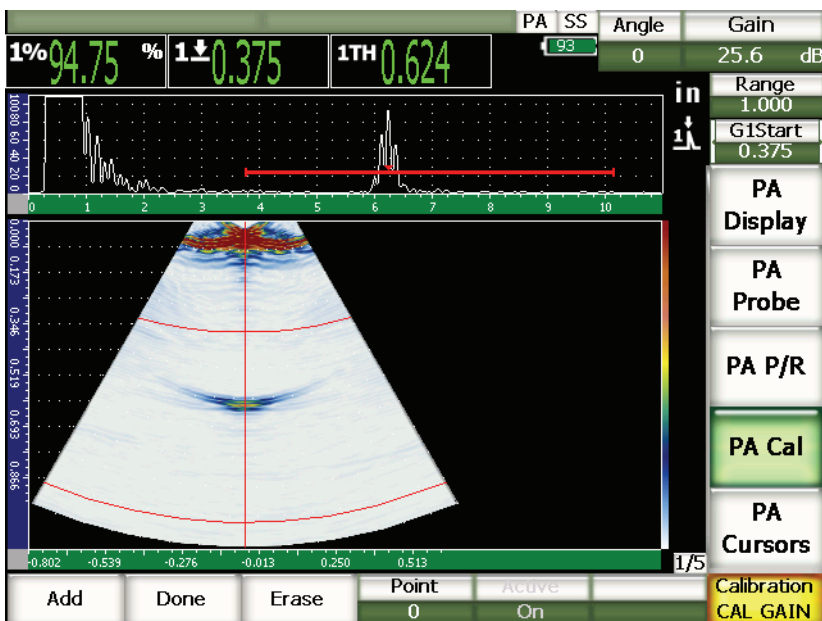 PA SS Angle Gain
93 0 25.6 dB
1% 94.75 % 1 0.375 1TH 0.624
in
Range
1.000
1
G1Start
0.375
100 80 60 40 20 0
0 1 2 3 4 5 6 7 8 9 10
PA
Display
PA
Probe
PA P/R
PA Cal
PA
Cursors
0.000 0.173 0.346 0.519 0.693 0.866
-0.802 -0.539 -0.276 -0.013 0.250 0.513
1/5
Add Done Erase
Point
0
Active
On
Calibration
CAL GAIN